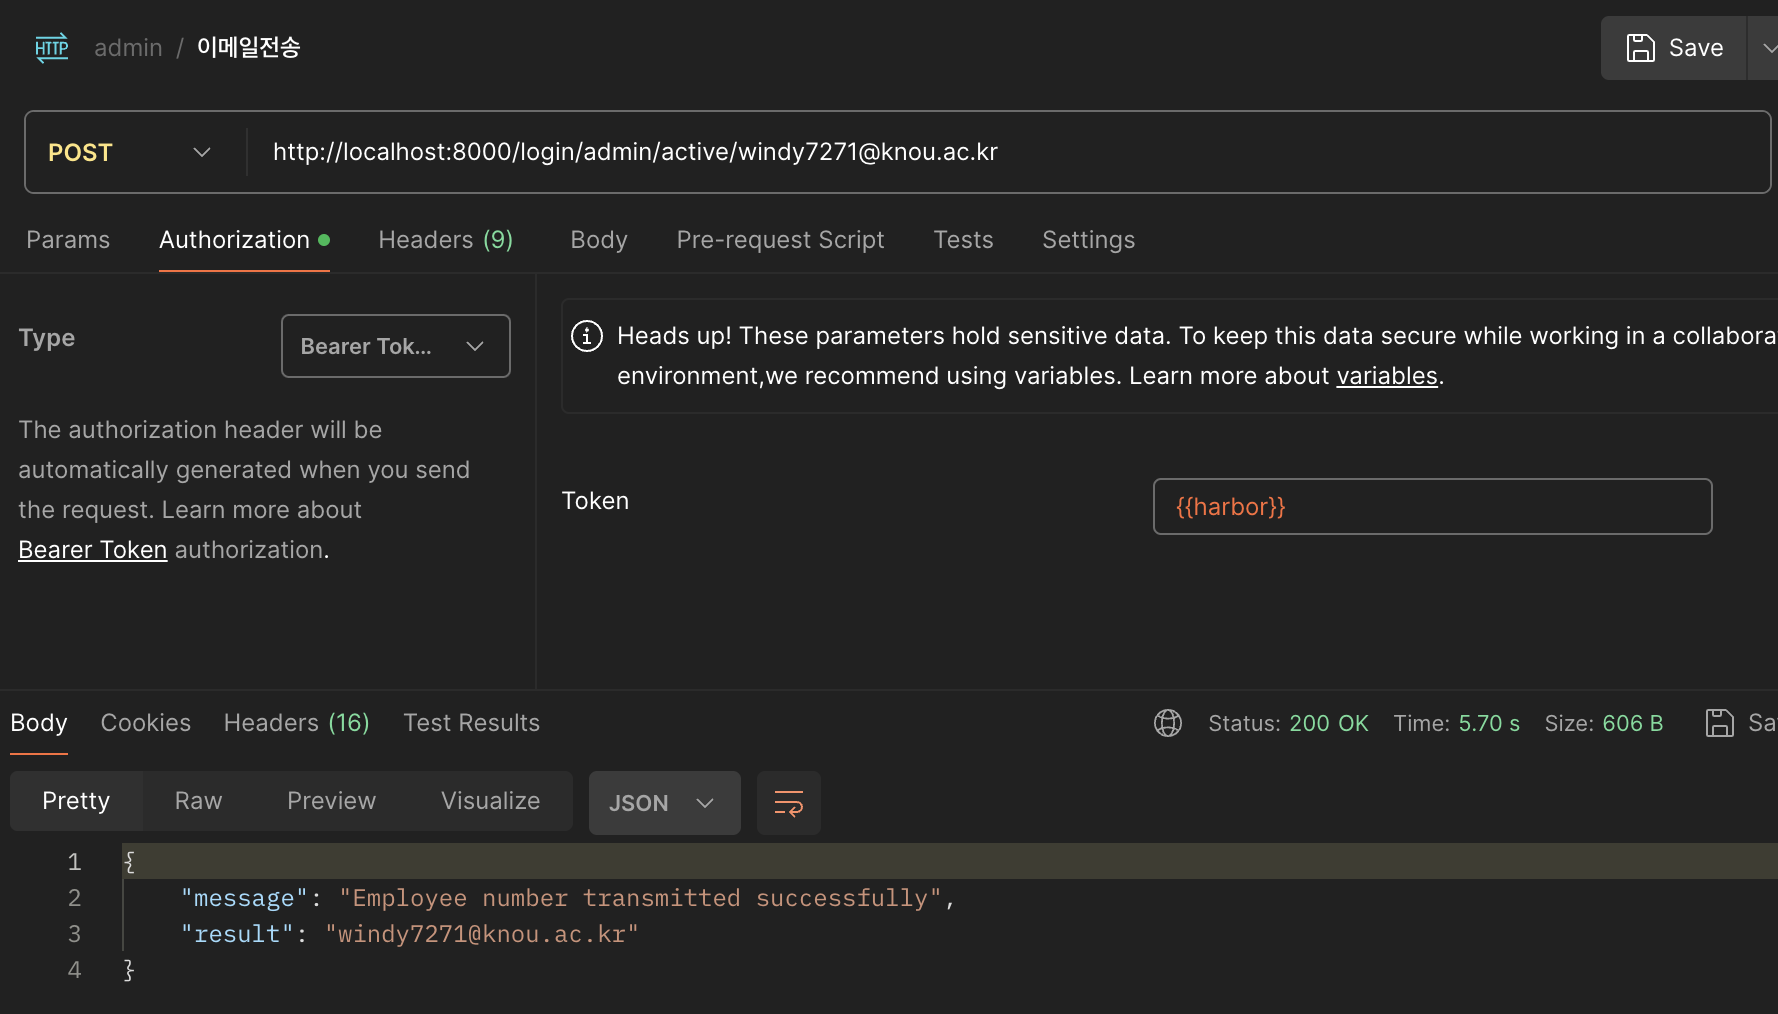 HTTP admin / 이메일전송
Save
POST http://localhost:8000/login/admin/active/windy7271@knou.ac.kr
Params Authorization Headers (9) Body Pre-request Script Tests Settings
Type Bearer Tok...
The authorization header will be
automatically generated when you send
the request. Learn more about
Bearer Token authorization.
Heads up! These parameters hold sensitive data. To keep this data secure while working in a collabora
environment,we recommend using variables. Learn more about variables.
Token {{harbor}}
Body Cookies Headers (16) Test Results Status: 200 OK Time: 5.70 s Size: 606 B Sa
Pretty Raw Preview Visualize JSON
1 {
2 "message": "Employee number transmitted successfully",
3 "result": "windy7271@knou.ac.kr"
4 }